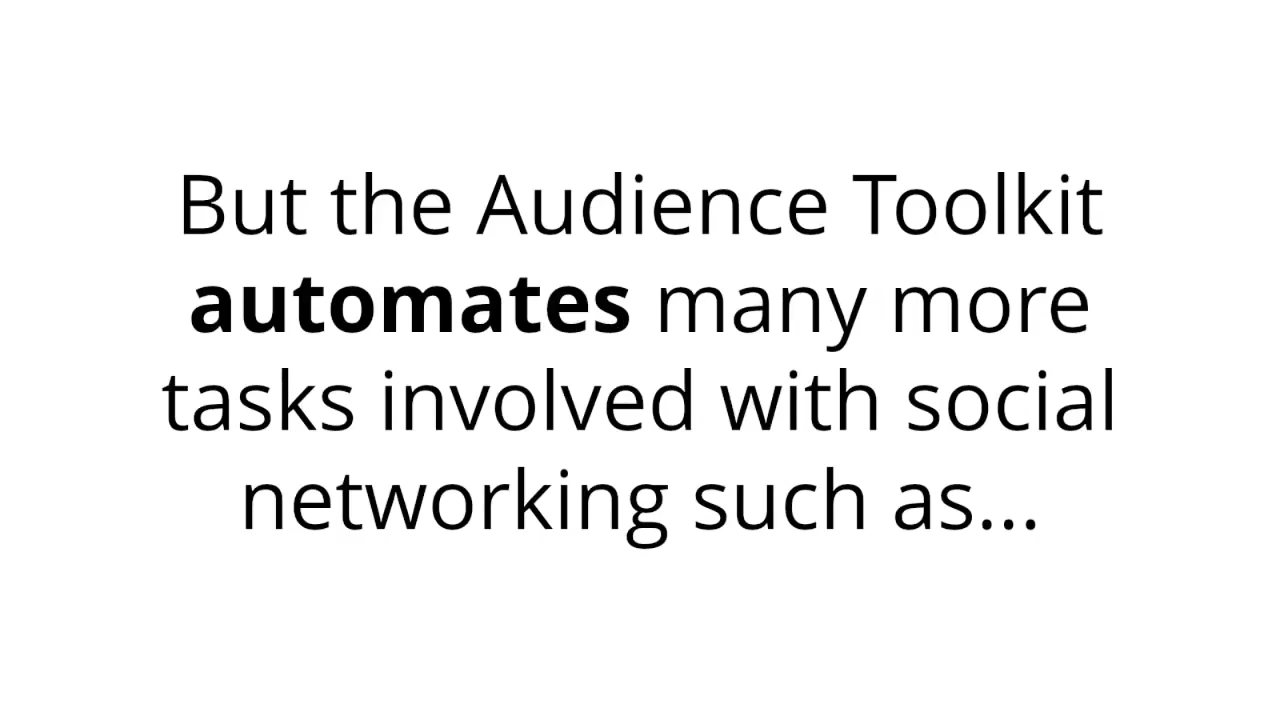 But the Audience Toolkit
automates many more
tasks involved with social
networking such as...